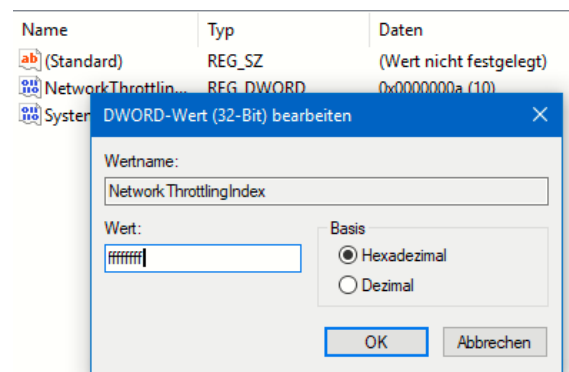 Name Typ Daten
(Standard) REG_SZ (Wert nicht festgelegt)
NetworkThrottlin... REG_DWORD 0x0000000a (10)
System
DWORD-Wert (32-Bit) bearbeiten
Wertname:
NetworkThrottlingIndex
Wert:
ffffffff
Basis
Hexadezimal
Dezimal
OK Abbrechen